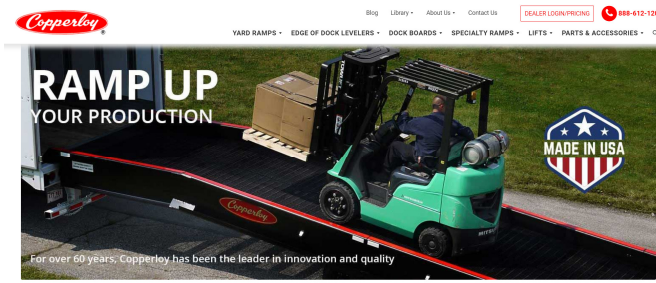 Copperloy
Blog Library About Us Contact Us DEALER LOGIN/PRICING
YARD RAMPS EDGE OF DOCK LEVELERS DOCK BOARDS SPECIALTY RAMPS LIFTS PARTS & ACCESSORIES
RAMP UP
YOUR PRODUCTION
MADE IN USA
Copperloy
For over 60 years, Copperloy has been the leader in innovation and quality